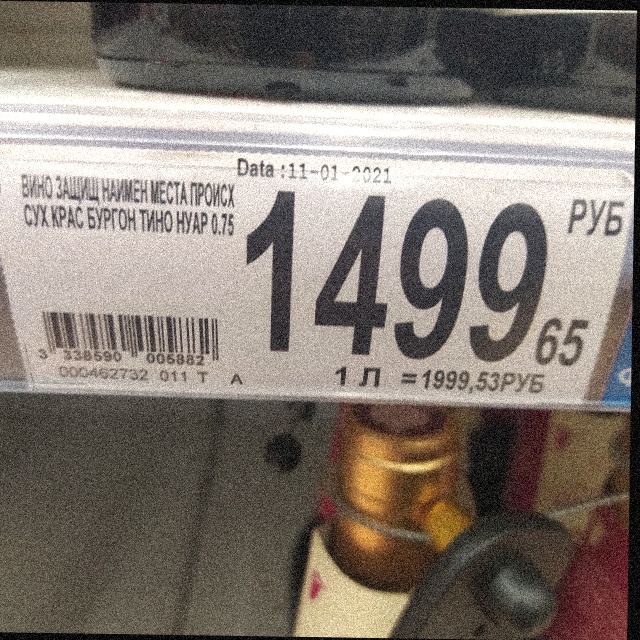 Data :11-01-2021
ВИНО ЗАЩИЩ НАИМЕН МЕСТА ПРОИСХ
СУХ КРАС БУРГОН ТИНО НУАР 0.75
1499 65 РУБ
3 338590 005882
000462732 011 Т А
1 Л =1999,53РУБ